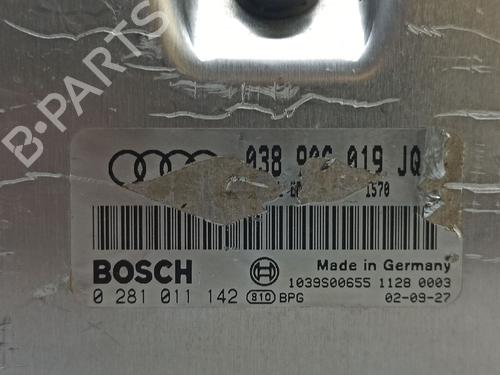 B-PARTS
038 906 019 JQ
1570
BOSCH
Made in Germany
1039S00655 1128 0003
0 281 011 142 810 BPG 02-09-27